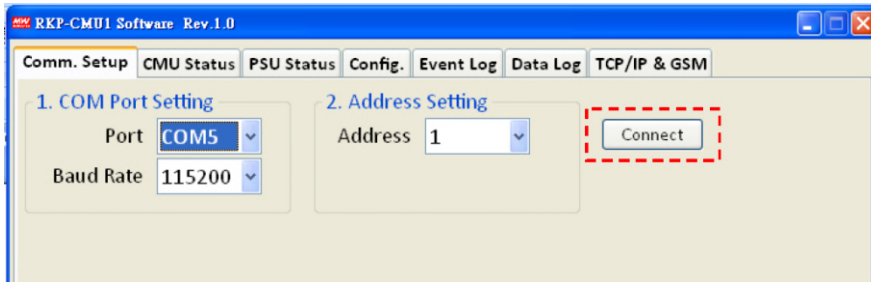 MW RKP-CMU1 Software Rev.1.0
Comm. Setup CMU Status PSU Status Config. Event Log Data Log TCP/IP & GSM
1. COM Port Setting
Port COM5
Baud Rate 115200
2. Address Setting
Address 1
Connect